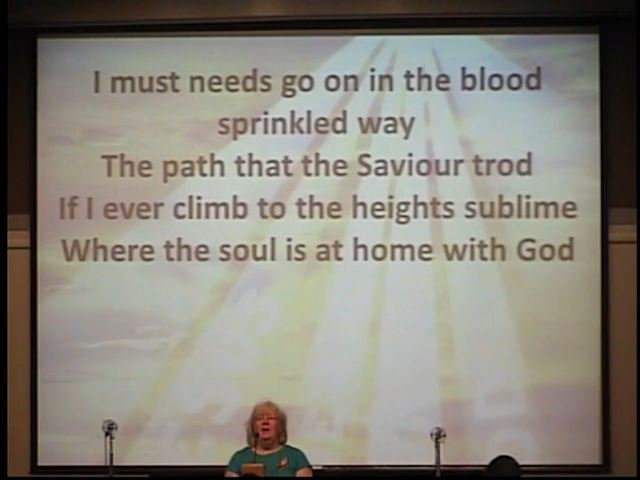 I must needs go on in the blood
sprinkled way
The path that the Saviour trod
If I ever climb to the heights sublime
Where the soul is at home with God